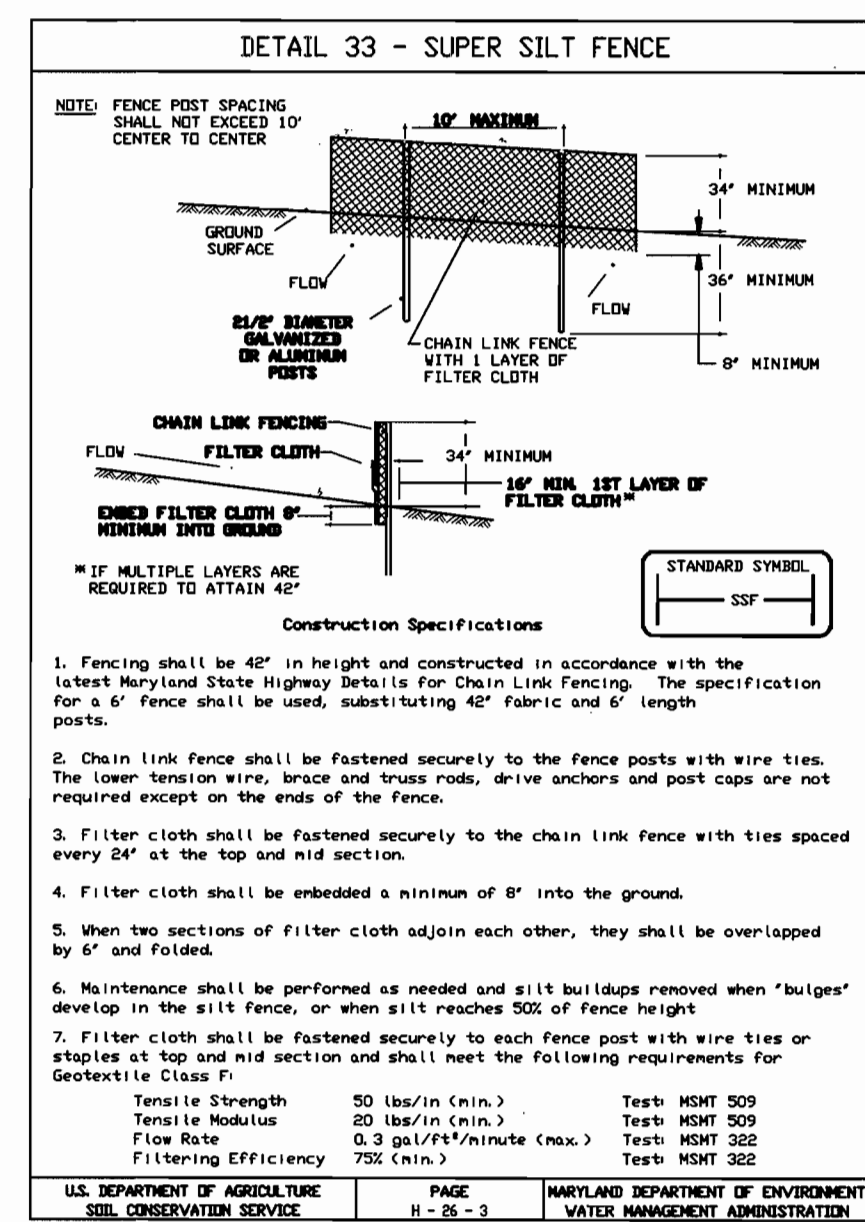 DETAIL 33 - SUPER SILT FENCE
NOTE: FENCE POST SPACING
SHALL NOT EXCEED 10'
CENTER TO CENTER
10' MAXIMUM
34" MINIMUM
GROUND
SURFACE
FLOW
36" MINIMUM
FLOW
21/2" DIAMETER
GALVANIZED
OR ALUMINUM
POSTS
CHAIN LINK FENCE
WITH 1 LAYER OF
FILTER CLOTH
8" MINIMUM
CHAIN LINK FENCING
FLOW
FILTER CLOTH
34" MINIMUM
16" MIN. 1ST LAYER OF
FILTER CLOTH*
EMBED FILTER CLOTH 8"
MINIMUM INTO GROUND
*IF MULTIPLE LAYERS ARE
REQUIRED TO ATTAIN 42"
STANDARD SYMBOL
SSF
Construction Specifications
1. Fencing shall be 42" in height and constructed in accordance with the
latest Maryland State Highway Details for Chain Link Fencing. The specification
for a 6' fence shall be used, substituting 42" fabric and 6' length
posts.
2. Chain link fence shall be fastened securely to the fence posts with wire ties.
The lower tension wire, brace and truss rods, drive anchors and post caps are not
required except on the ends of the fence.
3. Filter cloth shall be fastened securely to the chain link fence with ties spaced
every 24" at the top and mid section.
4. Filter cloth shall be embedded a minimum of 8" into the ground.
5. When two sections of filter cloth adjoin each other, they shall be overlapped
by 6" and folded.
6. Maintenance shall be performed as needed and silt buildups removed when "bulges"
develop in the silt fence, or when silt reaches 50% of fence height
7. Filter cloth shall be fastened securely to each fence post with wire ties or
staples at top and mid section and shall meet the following requirements for
Geotextile Class F:
Tensile Strength 50 lbs/in (min.) Test: MSMT 509
Tensile Modulus 20 lbs/in (min.) Test: MSMT 509
Flow Rate 0.3 gal/ft²/minute (max.) Test: MSMT 322
Filtering Efficiency 75% (min.) Test: MSMT 322
U.S. DEPARTMENT OF AGRICULTURE
SOIL CONSERVATION SERVICE
PAGE
H - 26 - 3
MARYLAND DEPARTMENT OF ENVIRONMENT
WATER MANAGEMENT ADMINISTRATION